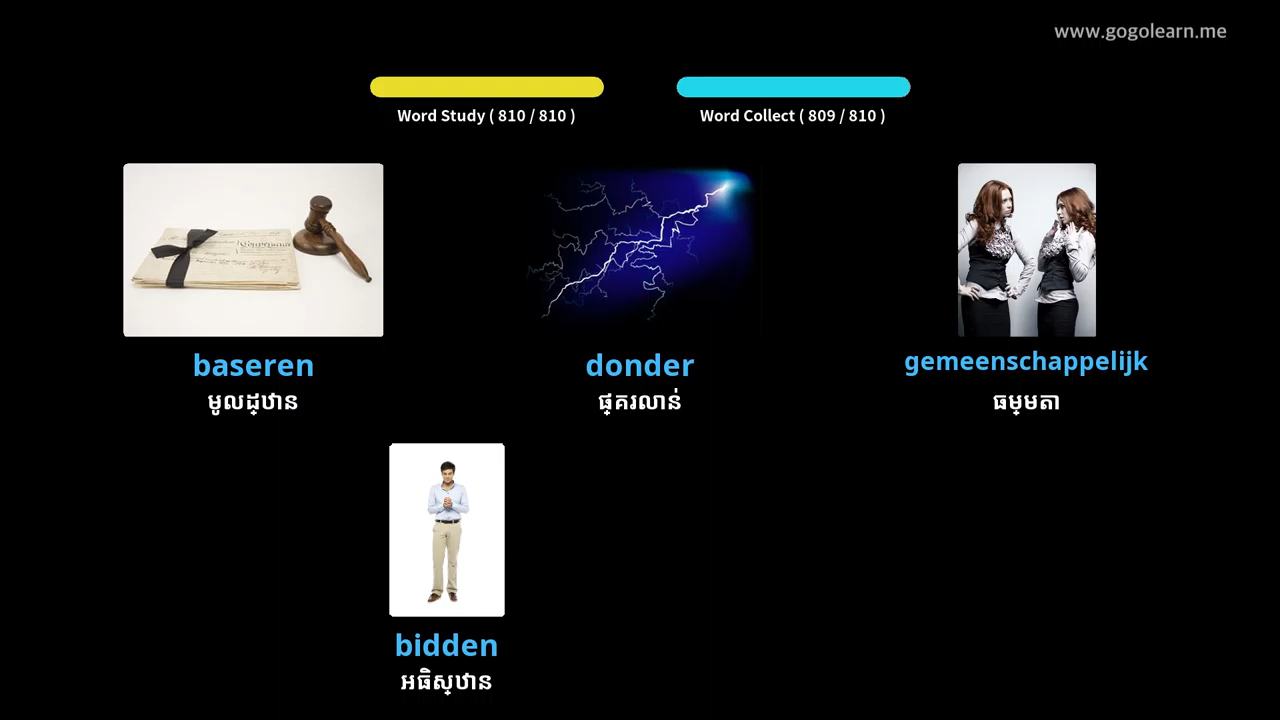 www.gogolearn.me
Word Study ( 810 / 810 )
Word Collect ( 809 / 810 )
baseren
donder
gemeenschappelijk
មូលដ្ឋាន
ផ្គរលាន់
ធម្មតា
bidden
អធិស្ឋាន